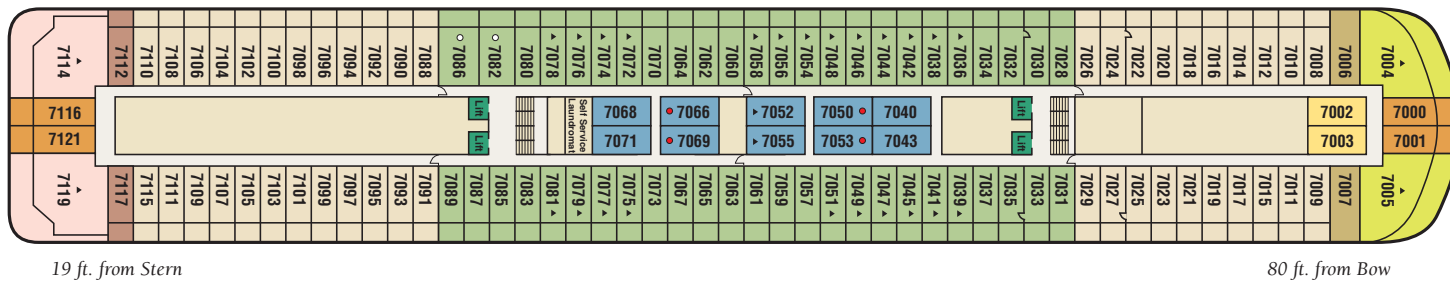 7114 7112 7110 7108 7106 7104 7102 7100 7098 7096 7094 7092 7090 7088 7086 7082 7080 7078 7076 7074 7072 7070 7064 7062 7060 7058 7056 7054 7048 7046 7044 7042 7038 7036 7034 7032 7030 7028 7026 7024 7022 7020 7018 7016 7014 7012 7010 7008 7006 7004
7116 Lift Self Service Laundromat 7068 7066 7052 7050 7040 Lift 7002 7000
7121 Lift 7071 7069 7055 7053 7043 Lift 7003 7001
7119 7117 7115 7111 7109 7107 7105 7103 7101 7099 7097 7095 7093 7091 7089 7087 7085 7083 7081 7079 7077 7075 7073 7067 7065 7063 7061 7059 7057 7051 7049 7047 7045 7041 7039 7037 7035 7033 7031 7029 7027 7025 7023 7021 7019 7017 7015 7011 7009 7007 7005
19 ft. from Stern
80 ft. from Bow